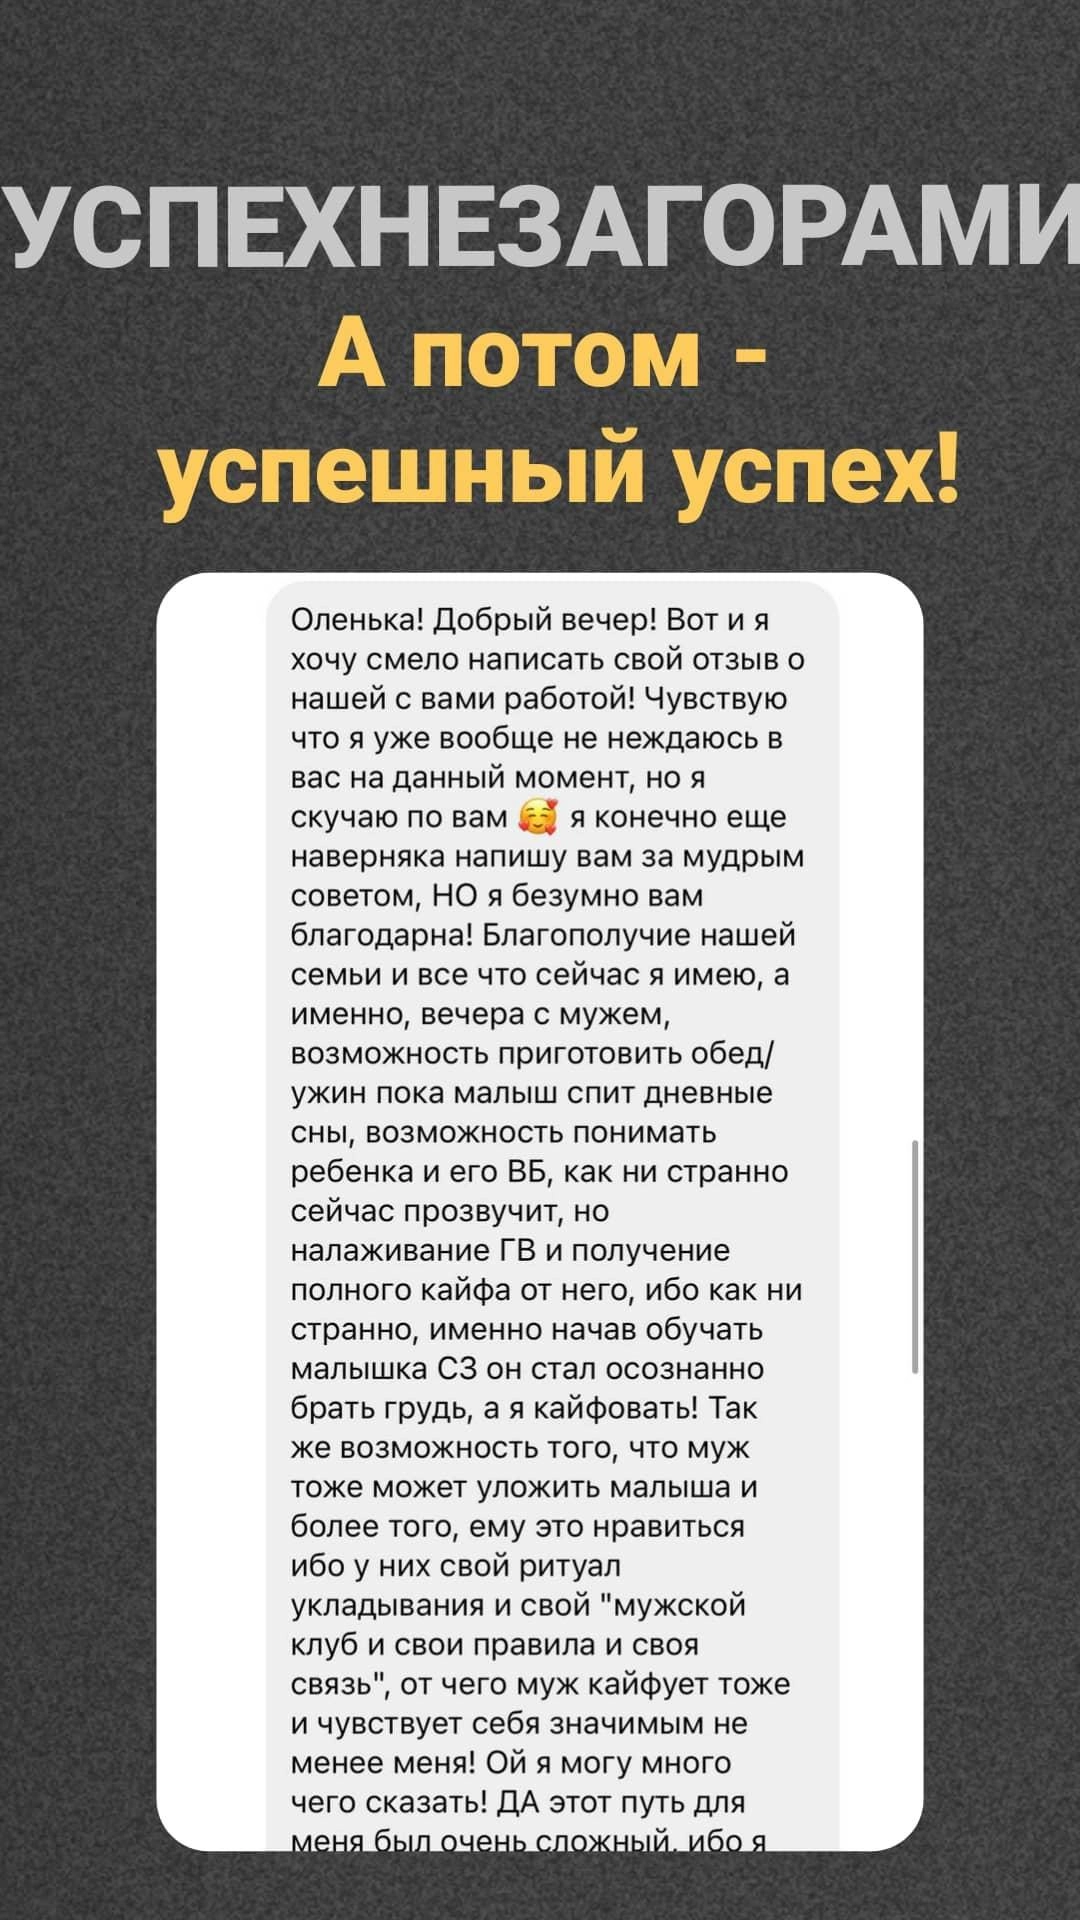 УСПЕХНЕЗАГОРАМИ
А потом -
успешный успех!
Оленька! Добрый вечер! Вот и я
хочу смело написать свой отзыв о
нашей с вами работой! Чувствую
что я уже вообще не неждаюсь в
вас на данный момент, но я
скучаю по вам 🥰 я конечно еще
наверняка напишу вам за мудрым
советом, НО я безумно вам
благодарна! Благополучие нашей
семьи и все что сейчас я имею, а
именно, вечера с мужем,
возможность приготовить обед/
ужин пока малыш спит дневные
сны, возможность понимать
ребенка и его ВБ, как ни странно
сейчас прозвучит, но
налаживание ГВ и получение
полного кайфа от него, ибо как ни
странно, именно начав обучать
малышка СЗ он стал осознанно
брать грудь, а я кайфовать! Так
же возможность того, что муж
тоже может уложить малыша и
более того, ему это нравиться
ибо у них свой ритуал
укладывания и свой "мужской
клуб и свои правила и своя
связь", от чего муж кайфует тоже
и чувствует себя значимым не
менее меня! Ой я могу много
чего сказать! ДА этот путь для
меня был очень сложный, ибо я